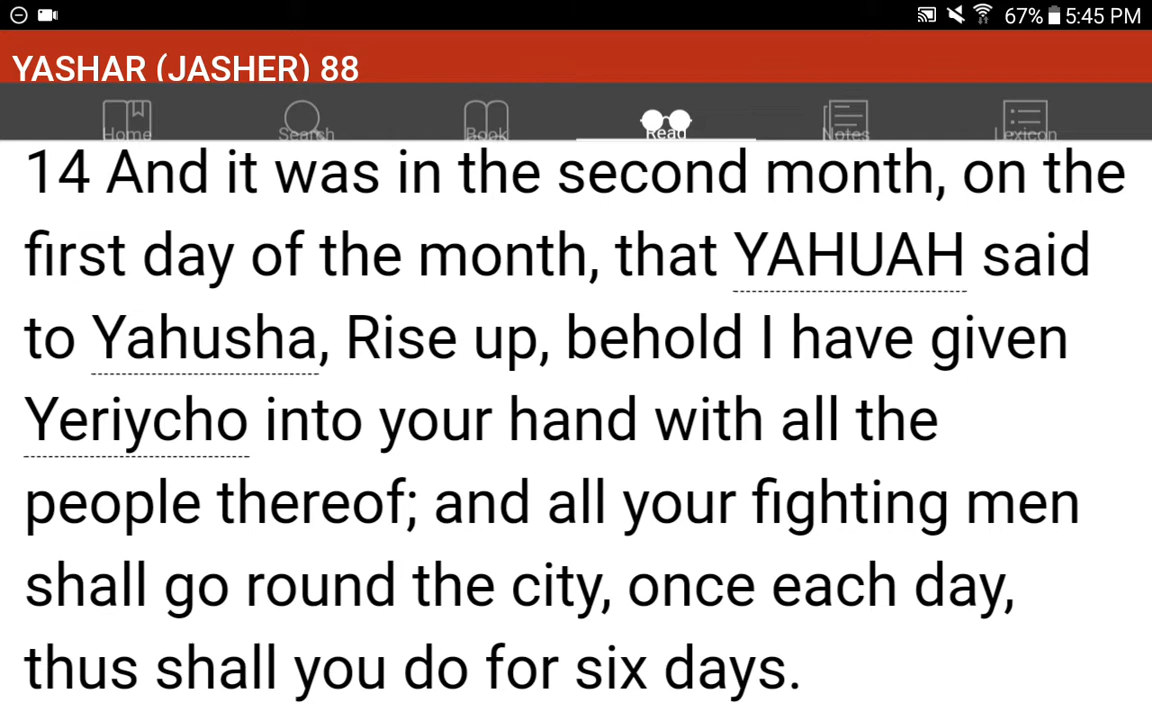 67% 5:45 PM
YASHAR (JASHER) 88
Home Search Book Read Notes Lexicon
14 And it was in the second month, on the
first day of the month, that YAHUAH said
to Yahusha, Rise up, behold I have given
Yeriycho into your hand with all the
people thereof; and all your fighting men
shall go round the city, once each day,
thus shall you do for six days.